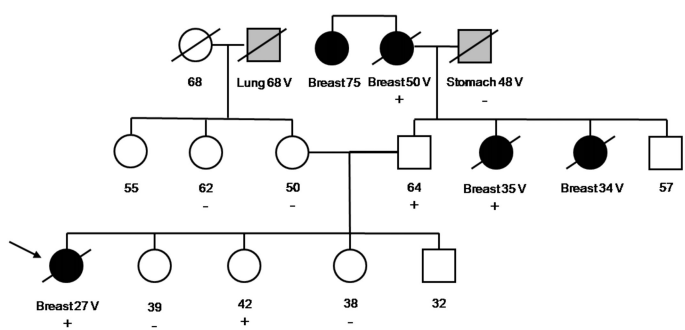 68 Lung 68 V Breast 75 Breast 50 V Stomach 48 V
+ -
55 62 50 64 Breast 35 V Breast 34 V 57
- - + +
Breast 27 V 39 42 38 32
+ - + -